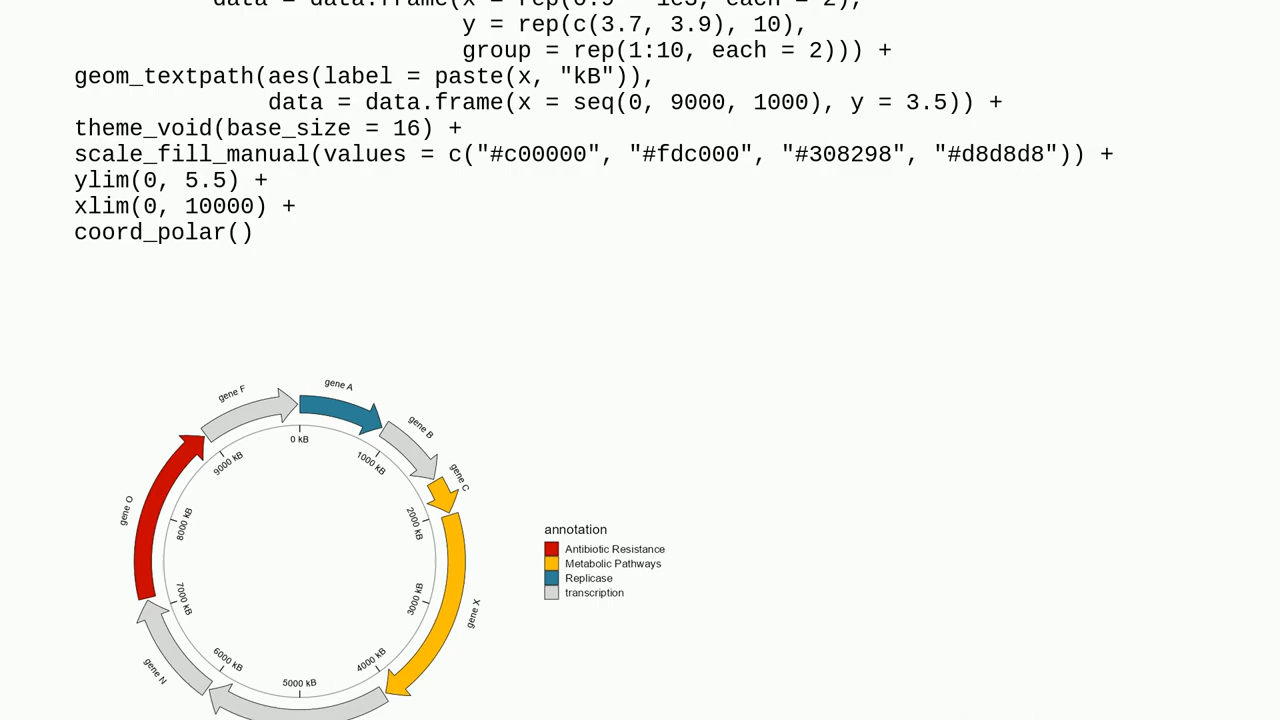 y = rep(c(3.7, 3.9), 10),
group = rep(1:10, each = 2))) +
geom_textpath(aes(label = paste(x, "kB")),
data = data.frame(x = seq(0, 9000, 1000), y = 3.5)) +
theme_void(base_size = 16) +
scale_fill_manual(values = c("#c00000", "#fdc000", "#308298", "#d8d8d8")) +
ylim(0, 5.5) +
xlim(0, 10000) +
coord_polar()
gene F
gene A
gene B
gene C
gene X
gene N
gene O
0 kB
1000 kB
2000 kB
3000 kB
4000 kB
5000 kB
6000 kB
7000 kB
8000 kB
9000 kB
annotation
Antibiotic Resistance
Metabolic Pathways
Replicase
transcription